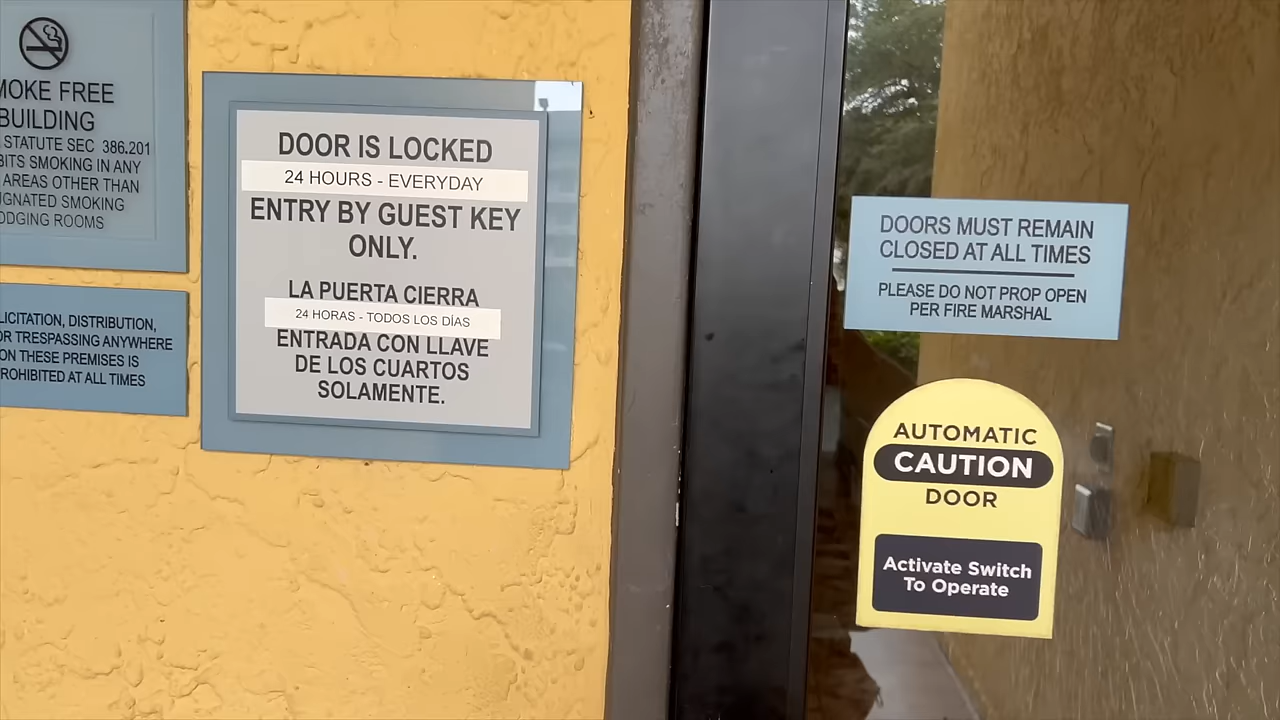 MOKE FREE
BUILDING
STATUTE SEC 386.201
BITS SMOKING IN ANY
AREAS OTHER THAN
GNATED SMOKING
ODGING ROOMS
LICITATION, DISTRIBUTION,
OR TRESPASSING ANYWHERE
ON THESE PREMISES IS
ROHIBITED AT ALL TIMES
DOOR IS LOCKED
24 HOURS - EVERYDAY
ENTRY BY GUEST KEY
ONLY.
LA PUERTA CIERRA
24 HORAS - TODOS LOS DÍAS
ENTRADA CON LLAVE
DE LOS CUARTOS
SOLAMENTE.
DOORS MUST REMAIN
CLOSED AT ALL TIMES
PLEASE DO NOT PROP OPEN
PER FIRE MARSHAL
AUTOMATIC
CAUTION
DOOR
Activate Switch
To Operate